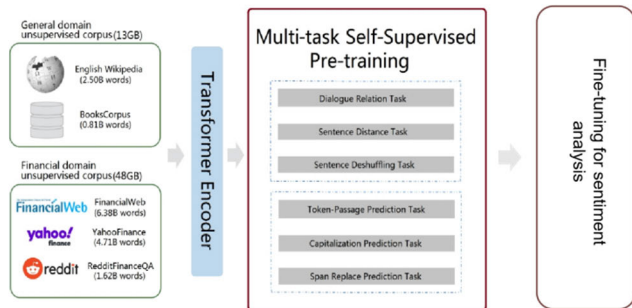 General domain
unsupervised corpus(13GB)
English Wikipedia
(2.50B words)
BooksCorpus
(0.81B words)
Financial domain
unsupervised corpus(48GB)
FinancialWeb
FinancialWeb
(6.38B words)
yahoo!
finance
YahooFinance
(4.71B words)
reddit
RedditFinanceQA
(1.62B words)
Transformer Encoder
Multi-task Self-Supervised
Pre-training
Dialogue Relation Task
Sentence Distance Task
Sentence Deshuffling Task
Token-Passage Prediction Task
Capitalization Prediction Task
Span Replace Prediction Task
Fine-tuning for sentiment
analysis